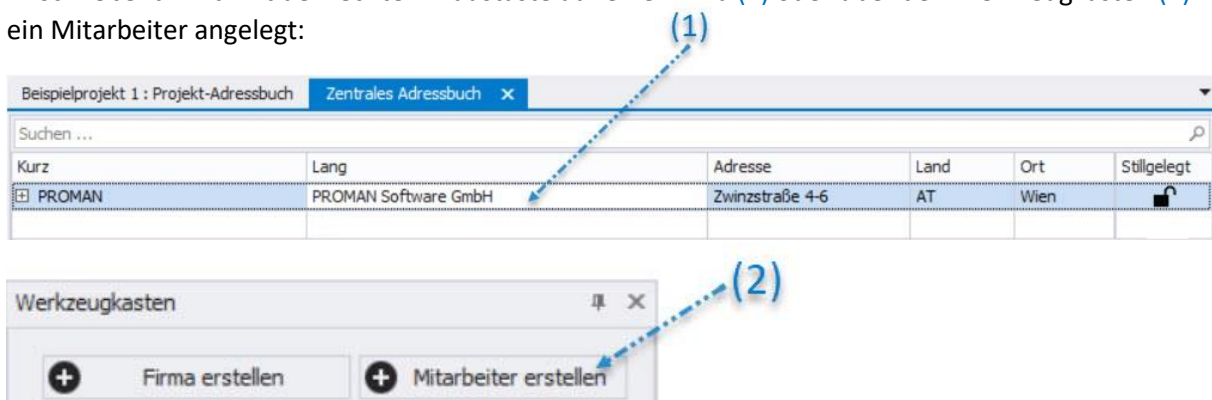 ein Mitarbeiter angelegt:
(1)
Beispielprojekt 1 : Projekt-Adressbuch Zentrales Adressbuch
Suchen ...
Kurz Lang Adresse Land Ort Stillgelegt
PROMAN PROMAN Software GmbH Zwinzstraße 4-6 AT Wien
(2)
Werkzeugkasten
Firma erstellen Mitarbeiter erstellen